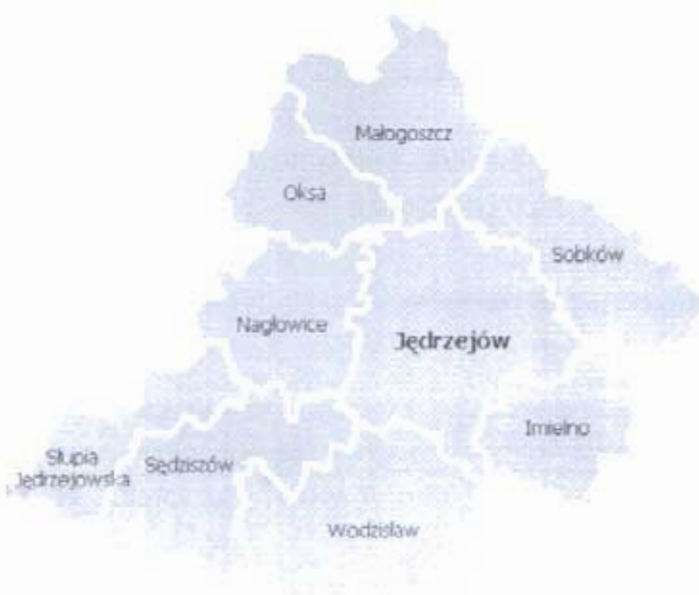 Małogoszcz
Oksa
Sobków
Nagłowice
Jędrzejów
Imielno
Słupia
Jędrzejowska
Sędziszów
Wodzisław